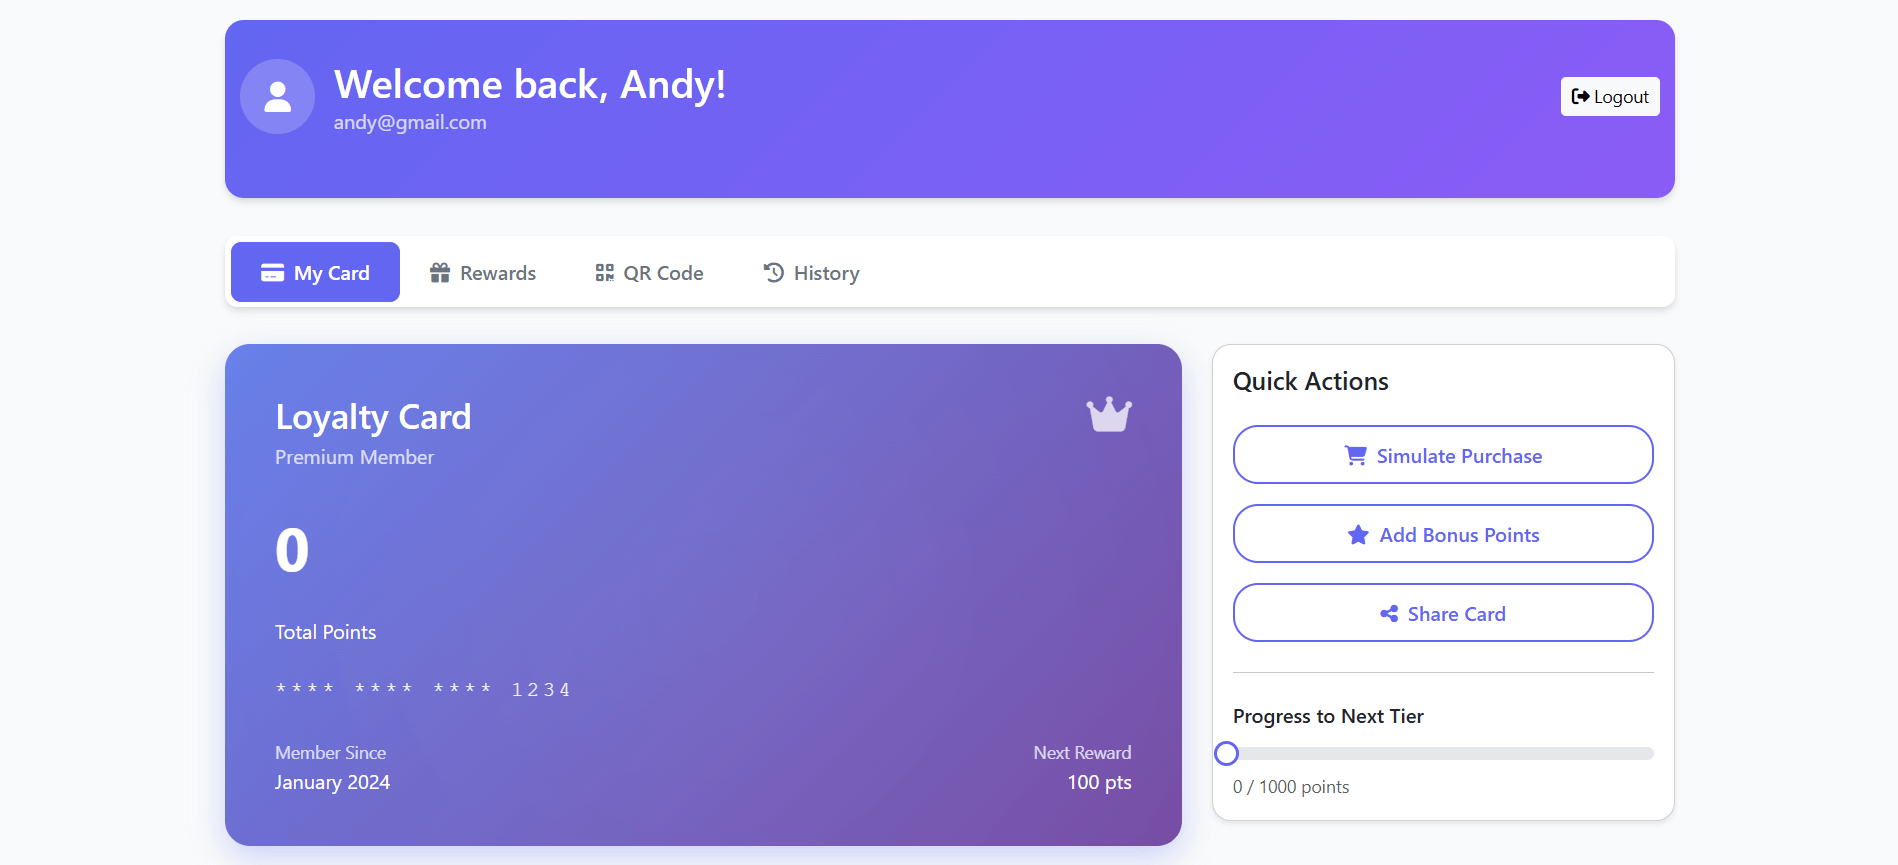 Welcome back, Andy!
andy@gmail.com
Logout
My Card
Rewards
QR Code
History
Loyalty Card
Premium Member
0
Total Points
**** **** **** 1234
Member Since
January 2024
Next Reward
100 pts
Quick Actions
Simulate Purchase
Add Bonus Points
Share Card
Progress to Next Tier
0 / 1000 points